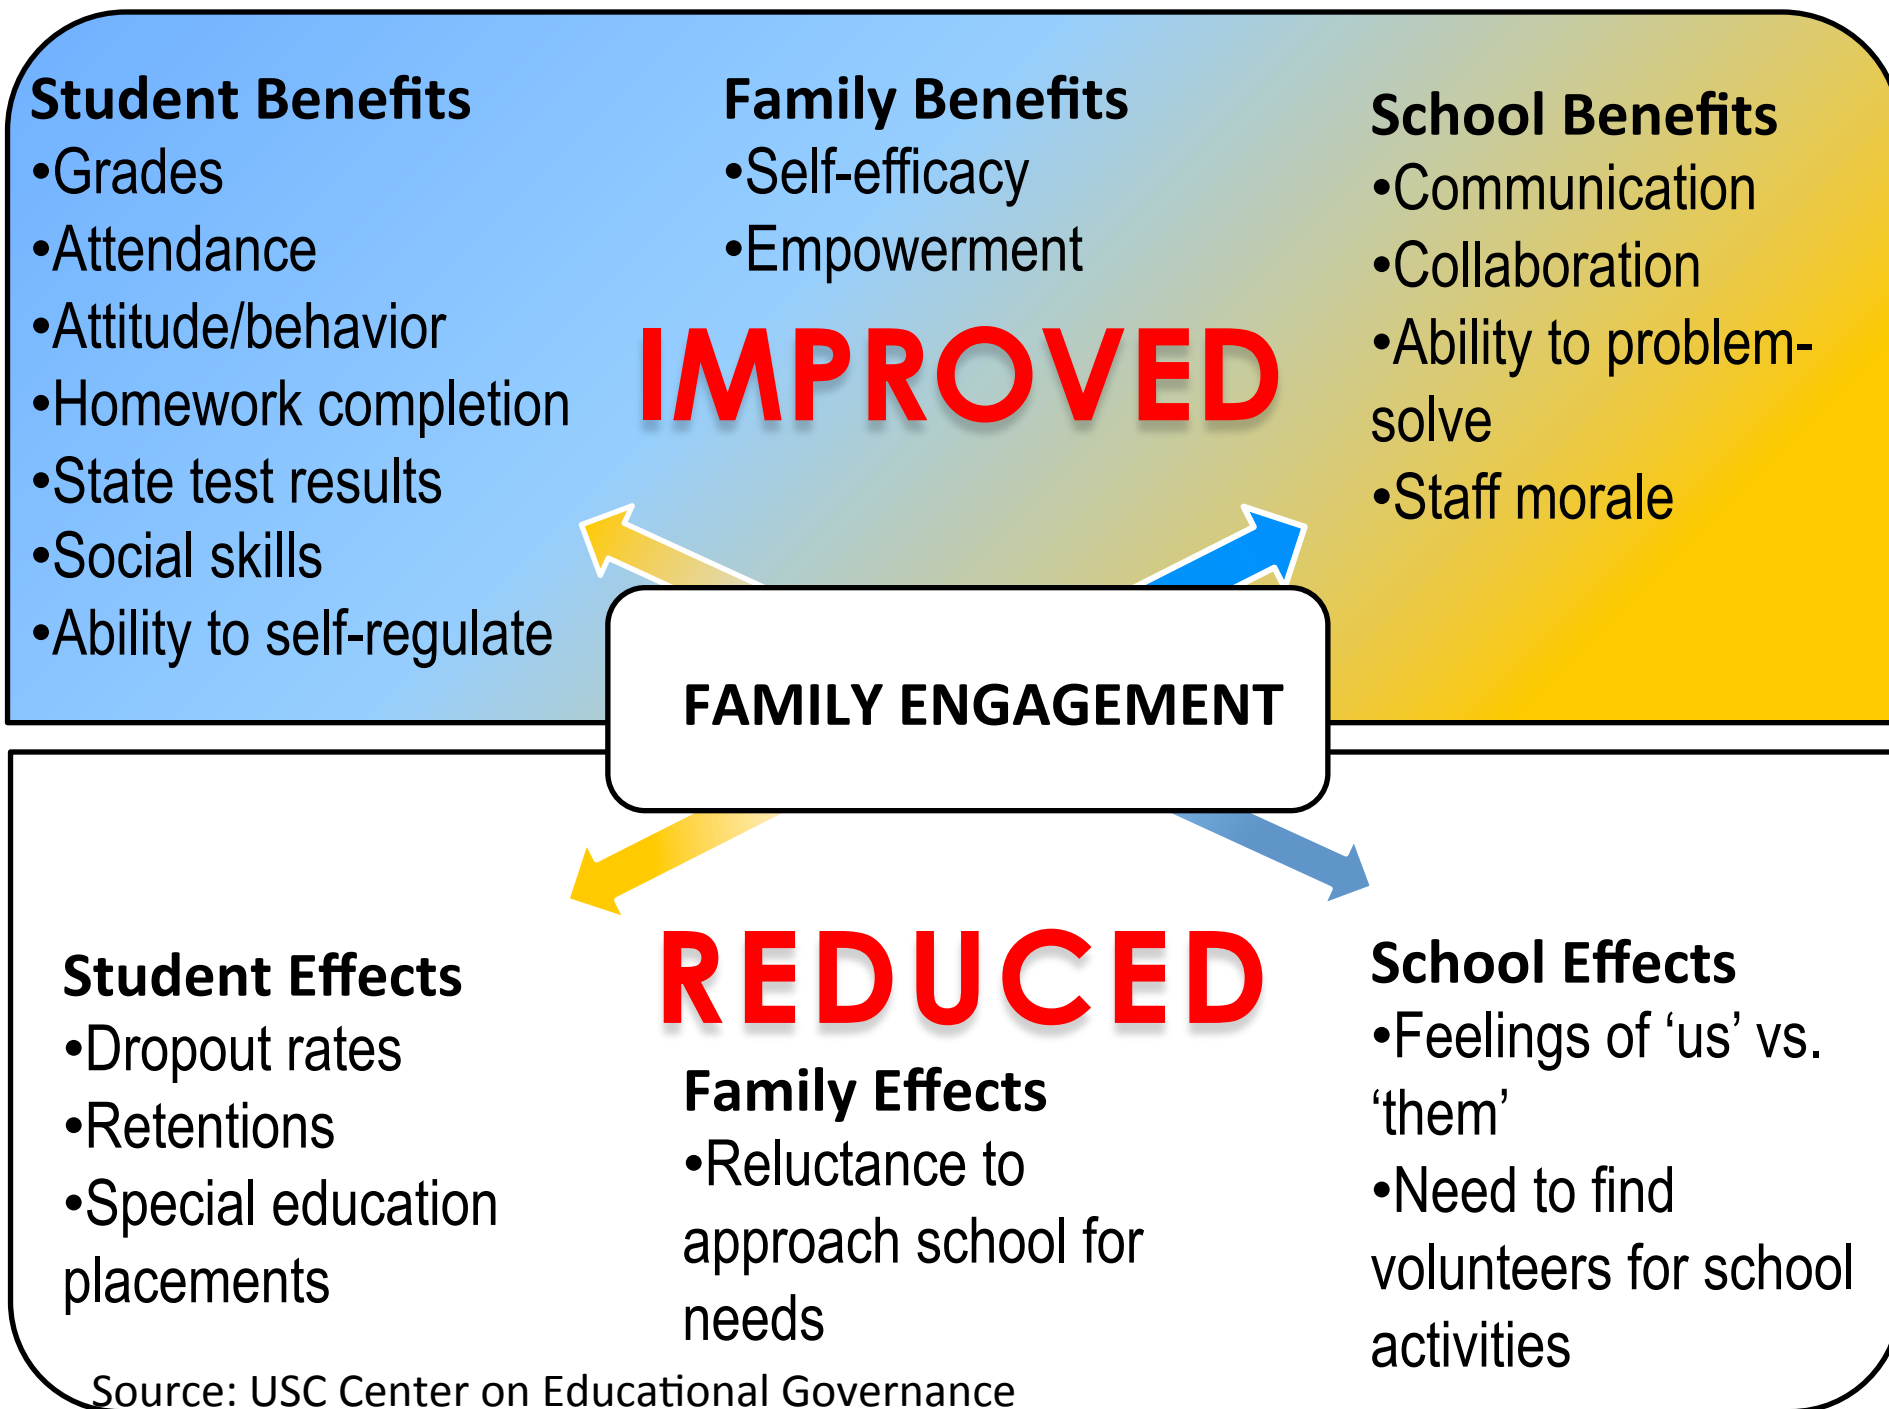 Student Benefits
•Grades
•Attendance
•Attitude/behavior
•Homework completion
•State test results
•Social skills
•Ability to self-regulate
Family Benefits
•Self-efficacy
•Empowerment
School Benefits
•Communication
•Collaboration
•Ability to problem-
solve
•Staff morale
IMPROVED
FAMILY ENGAGEMENT
REDUCED
Student Effects
•Dropout rates
•Retentions
•Special education
placements
Family Effects
•Reluctance to
approach school for
needs
School Effects
•Feelings of ‘us’ vs.
‘them’
•Need to find
volunteers for school
activities
Source: USC Center on Educational Governance